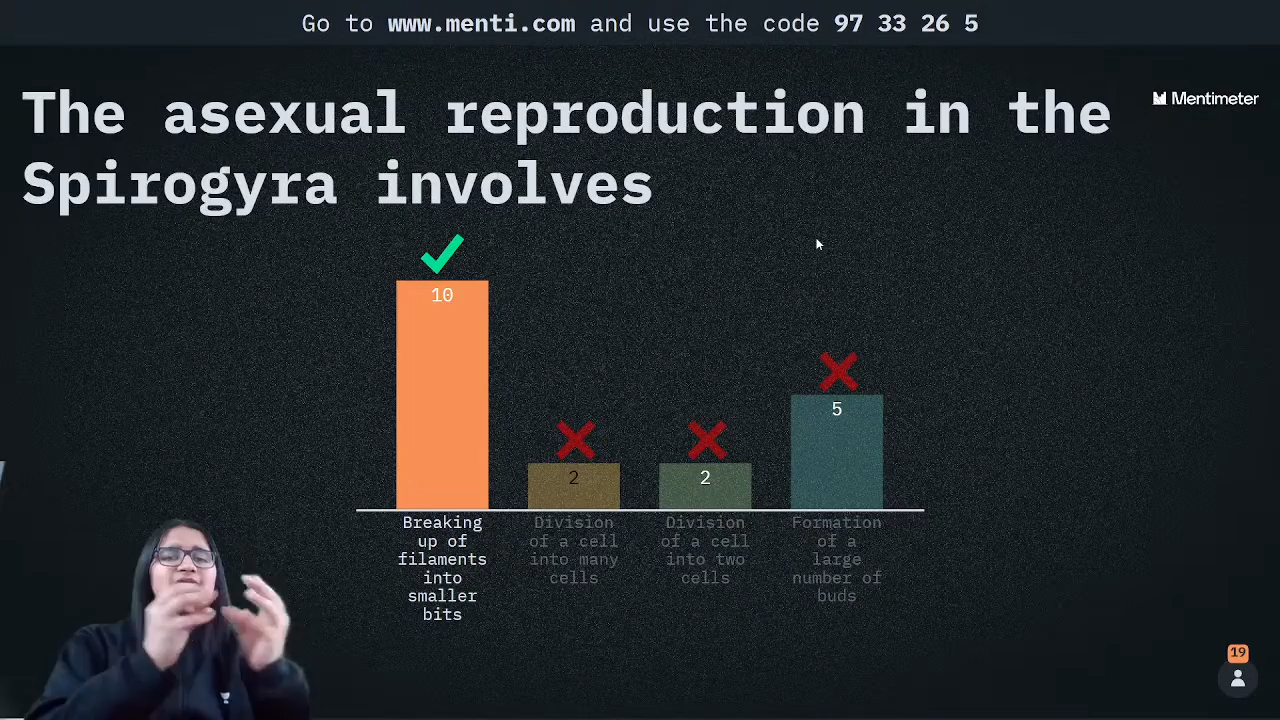 Go to www.menti.com and use the code 97 33 26 5
The asexual reproduction in the
Spirogyra involves
Mentimeter
10
2
2
5
Breaking
up of
filaments
into
smaller
bits
Division
of a cell
into many
cells
Division
of a cell
into two
cells
Formation
of a
large
number of
buds
19